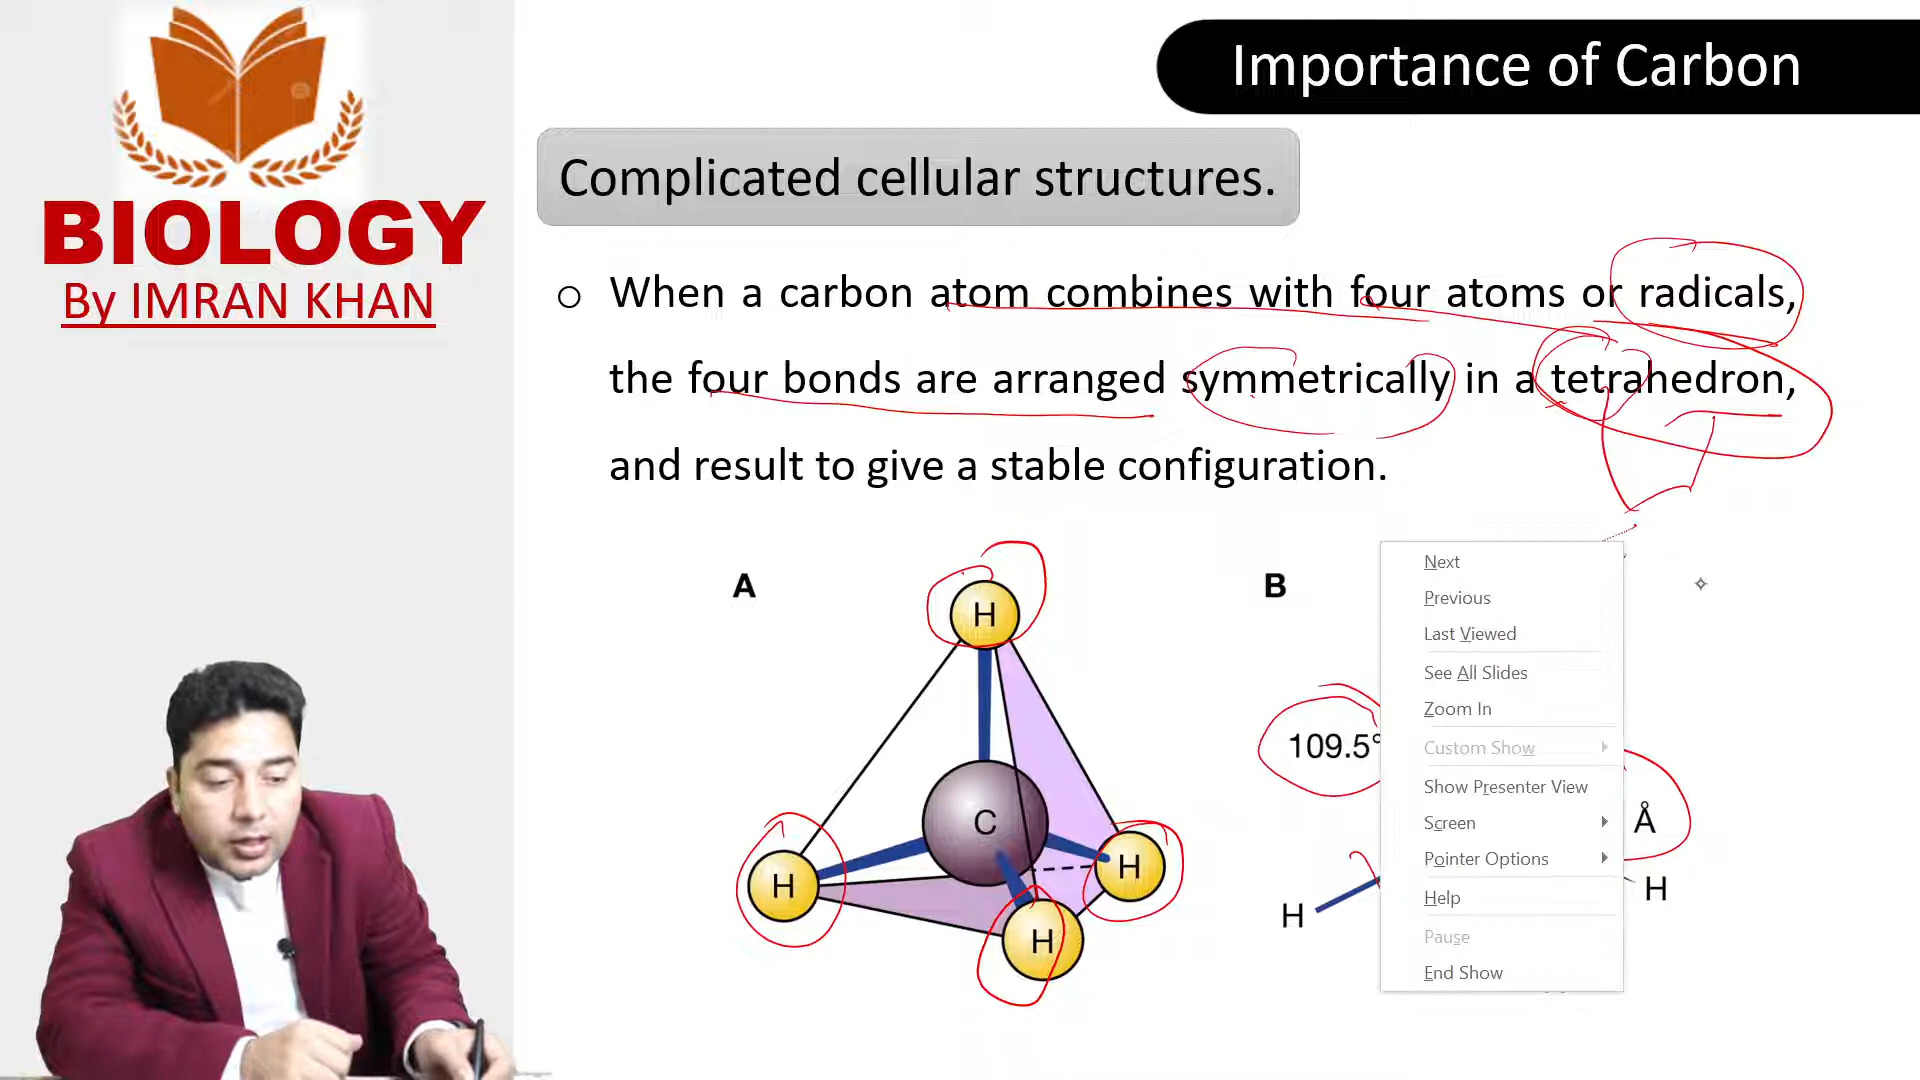 Importance of Carbon
BIOLOGY
By IMRAN KHAN
Complicated cellular structures.
When a carbon atom combines with four atoms or radicals,
the four bonds are arranged symmetrically in a tetrahedron,
and result to give a stable configuration.
A
H
C
H
H
H
B
109.5°
Å
H
H
Next
Previous
Last Viewed
See All Slides
Zoom In
Custom Show
Show Presenter View
Screen
Pointer Options
Help
Pause
End Show